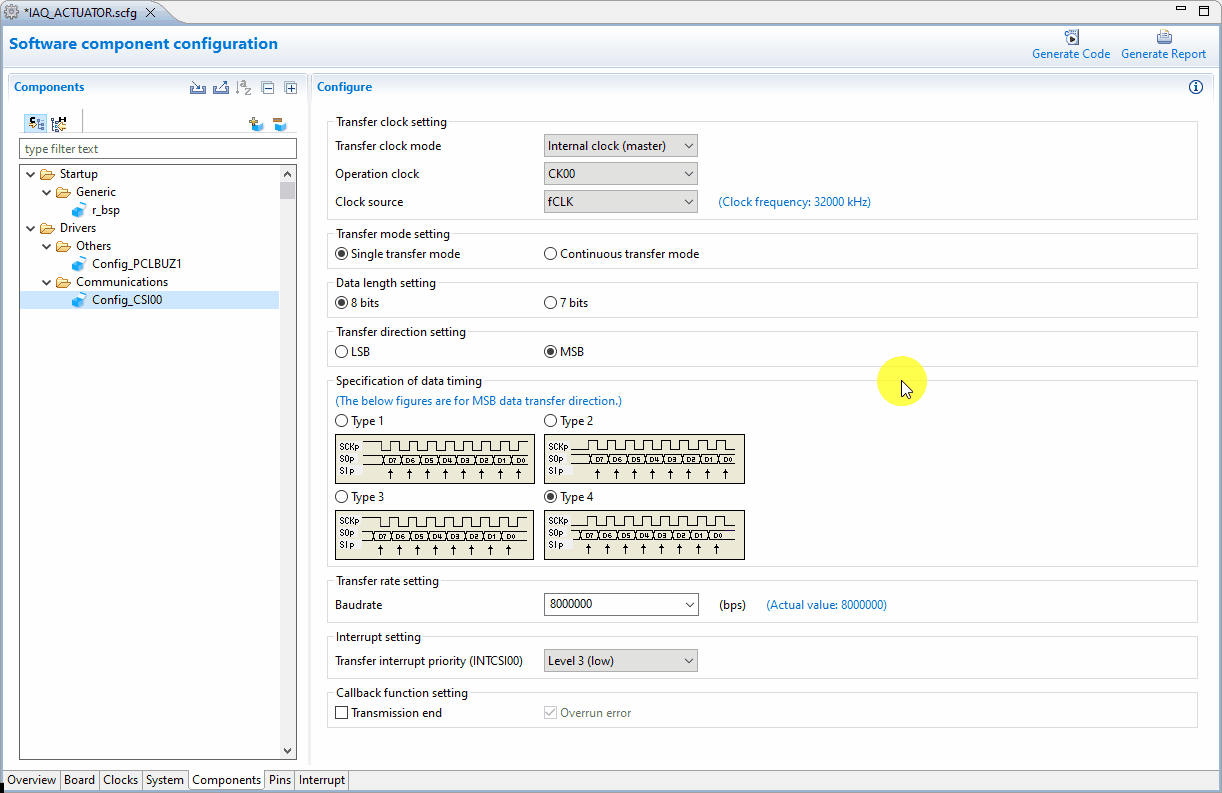 *IAQ_ACTUATOR.scfg
Software component configuration
Generate Code Generate Report
Components
Configure
type filter text
Startup
Generic
r_bsp
Drivers
Others
Config_PCLBUZ1
Communications
Config_CSI00
Transfer clock setting
Transfer clock mode Internal clock (master)
Operation clock CK00
Clock source fCLK (Clock frequency: 32000 kHz)
Transfer mode setting
Single transfer mode Continuous transfer mode
Data length setting
8 bits 7 bits
Transfer direction setting
LSB MSB
Specification of data timing
(The below figures are for MSB data transfer direction.)
Type 1 Type 2
SCKp SCKp
SOp D7 D6 D5 D4 D3 D2 D1 D0 SOp D7 D6 D5 D4 D3 D2 D1 D0
SIp SIp
Type 3 Type 4
SCKp SCKp
SOp D7 D6 D5 D4 D3 D2 D1 D0 SOp D7 D6 D5 D4 D3 D2 D1 D0
SIp SIp
Transfer rate setting
Baudrate 8000000 (bps) (Actual value: 8000000)
Interrupt setting
Transfer interrupt priority (INTCSI00) Level 3 (low)
Callback function setting
Transmission end Overrun error
Overview Board Clocks System Components Pins Interrupt